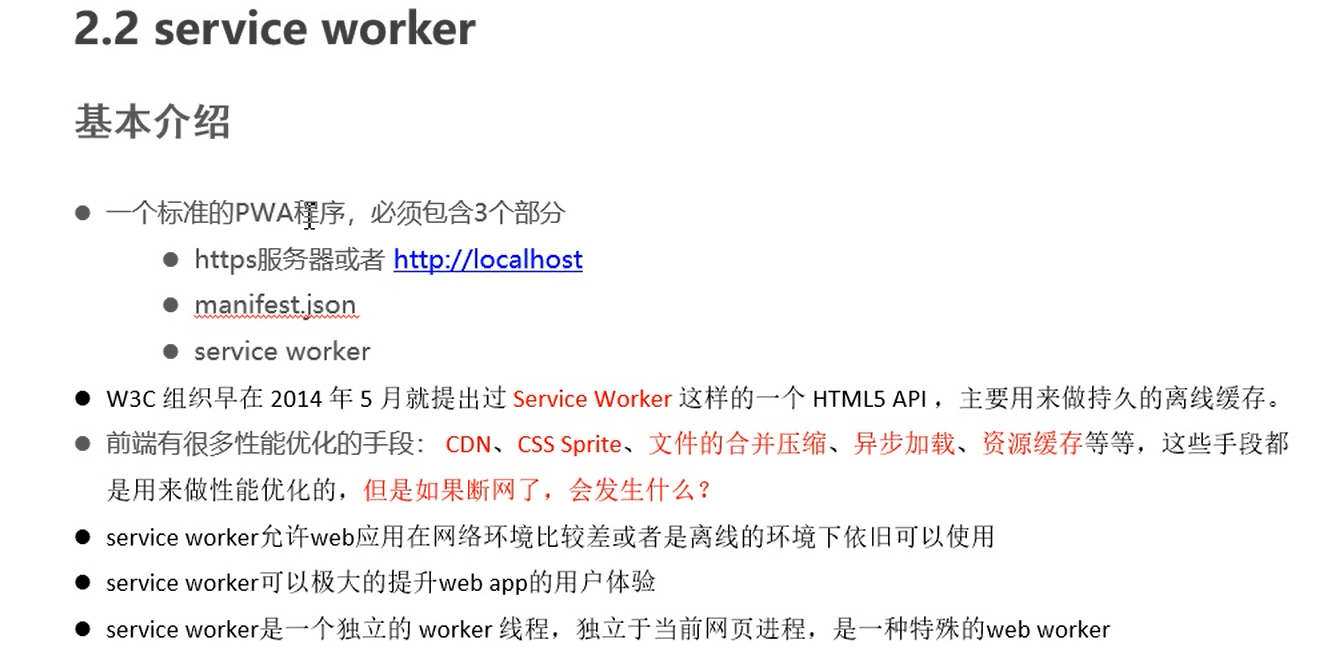 2.2 service worker
基本介绍
● 一个标准的PWA程序，必须包含3个部分
● https服务器或者 http://localhost
● manifest.json
● service worker
● W3C 组织早在 2014 年 5 月就提出过 Service Worker 这样的一个 HTML5 API ，主要用来做持久的离线缓存。
● 前端有很多性能优化的手段： CDN、CSS Sprite、文件的合并压缩、异步加载、资源缓存等等，这些手段都
是用来做性能优化的，但是如果断网了，会发生什么？
● service worker允许web应用在网络环境比较差或者是离线的环境下依旧可以使用
● service worker可以极大的提升web app的用户体验
● service worker是一个独立的 worker 线程，独立于当前网页进程，是一种特殊的web worker